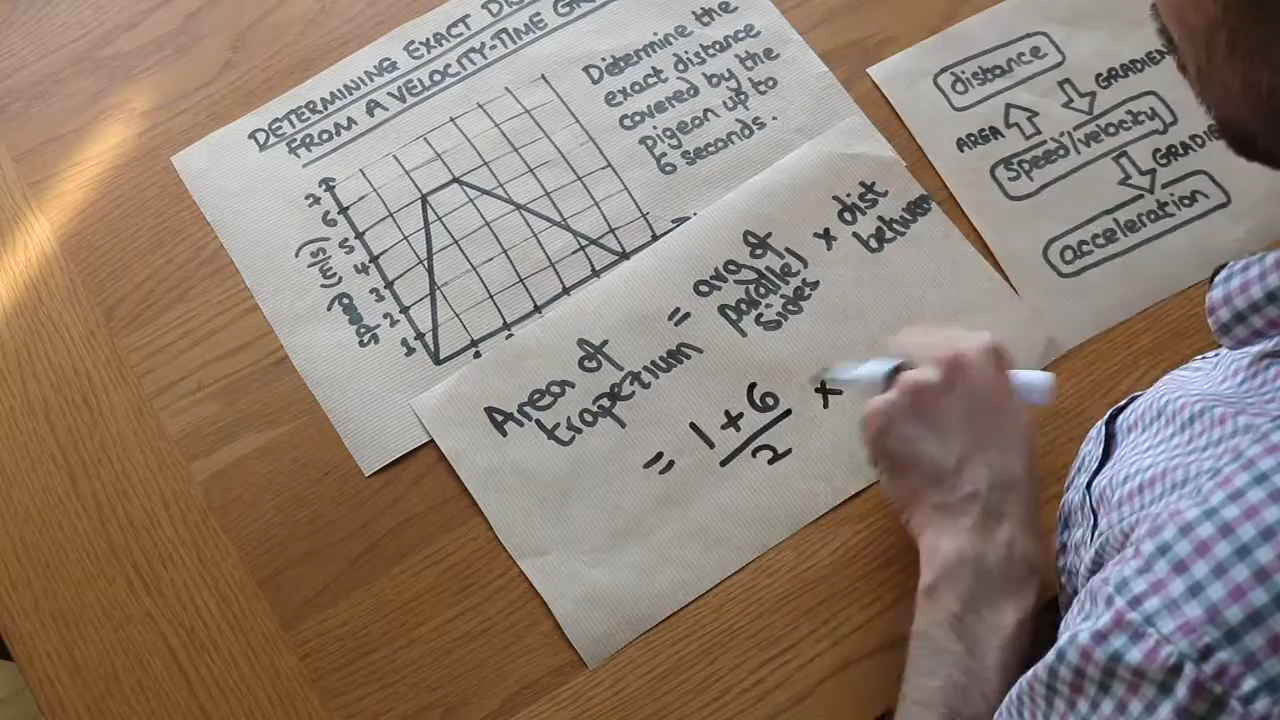 DETERMINING EXACT
FROM A VELOCITY-TIME
Determine the
exact distance
covered by the
pigeon up to
6 seconds.
speed (m/s)
7
6
5
4
3
2
1
Area of
trapezium
=
avg of
parallel
sides
×
dist
between
= 1+6
2
×
distance
AREA
GRADIEN
speed/velocity
GRADIE
acceleration